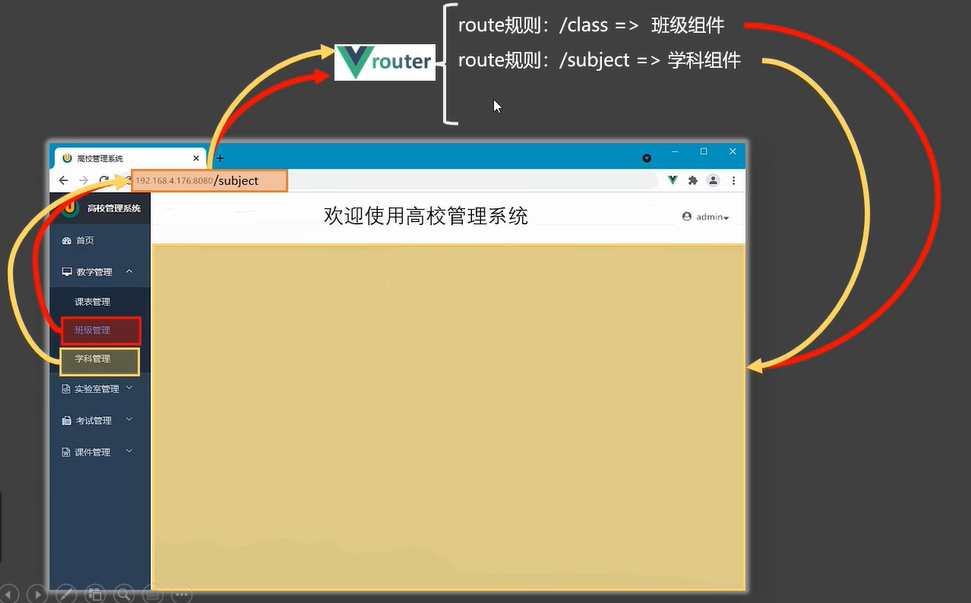 route规则：/class => 班级组件
route规则：/subject => 学科组件
router
高校管理系统
192.168.4.176:8080/subject
高校管理系统
欢迎使用高校管理系统
admin
首页
教学管理
课表管理
班级管理
学科管理
实验室管理
考试管理
课件管理